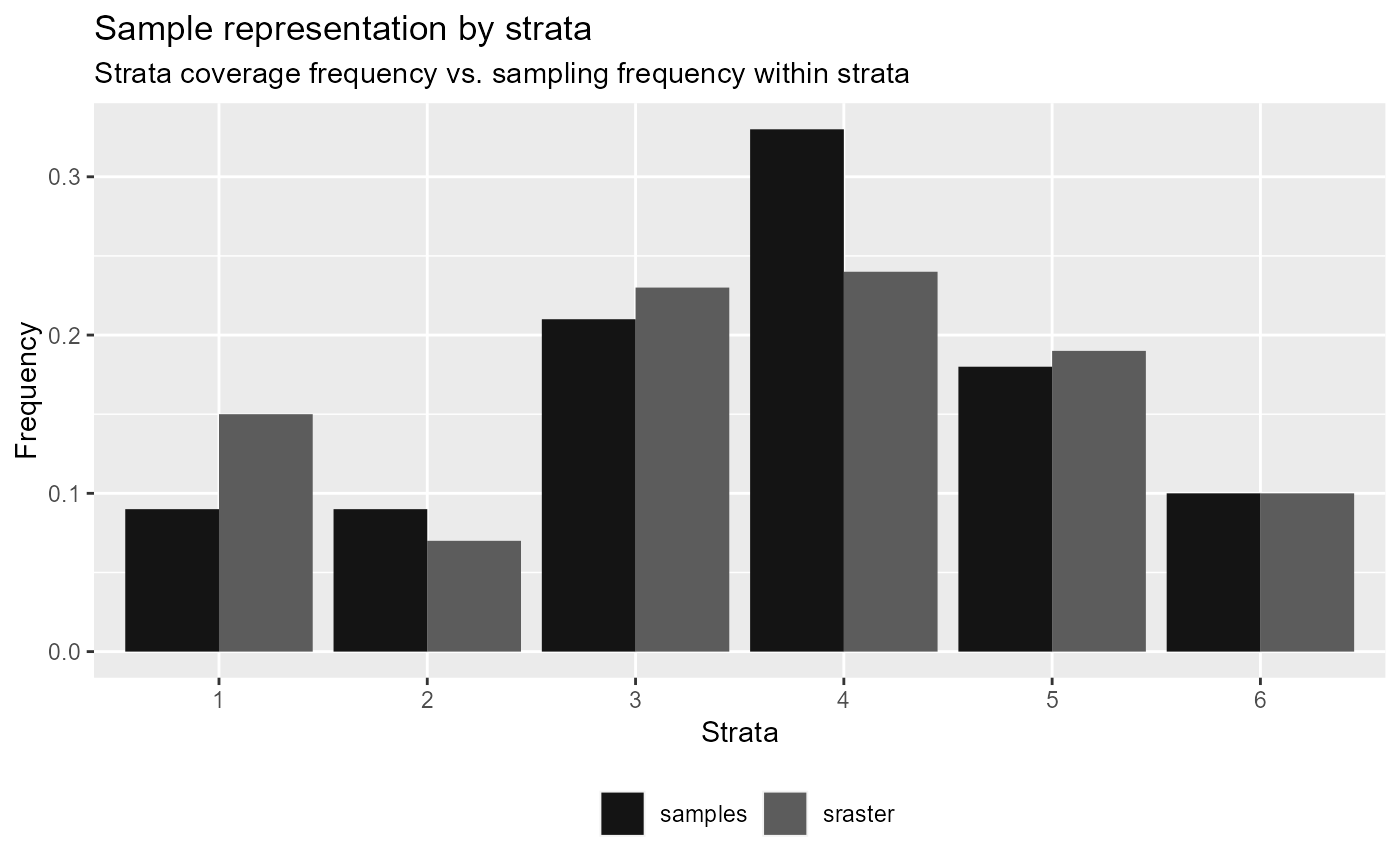 Sample representation by strata
Strata coverage frequency vs. sampling frequency within strata
Frequency
0.3
0.2
0.1
0.0
1 2 3 4 5 6
Strata
samples sraster